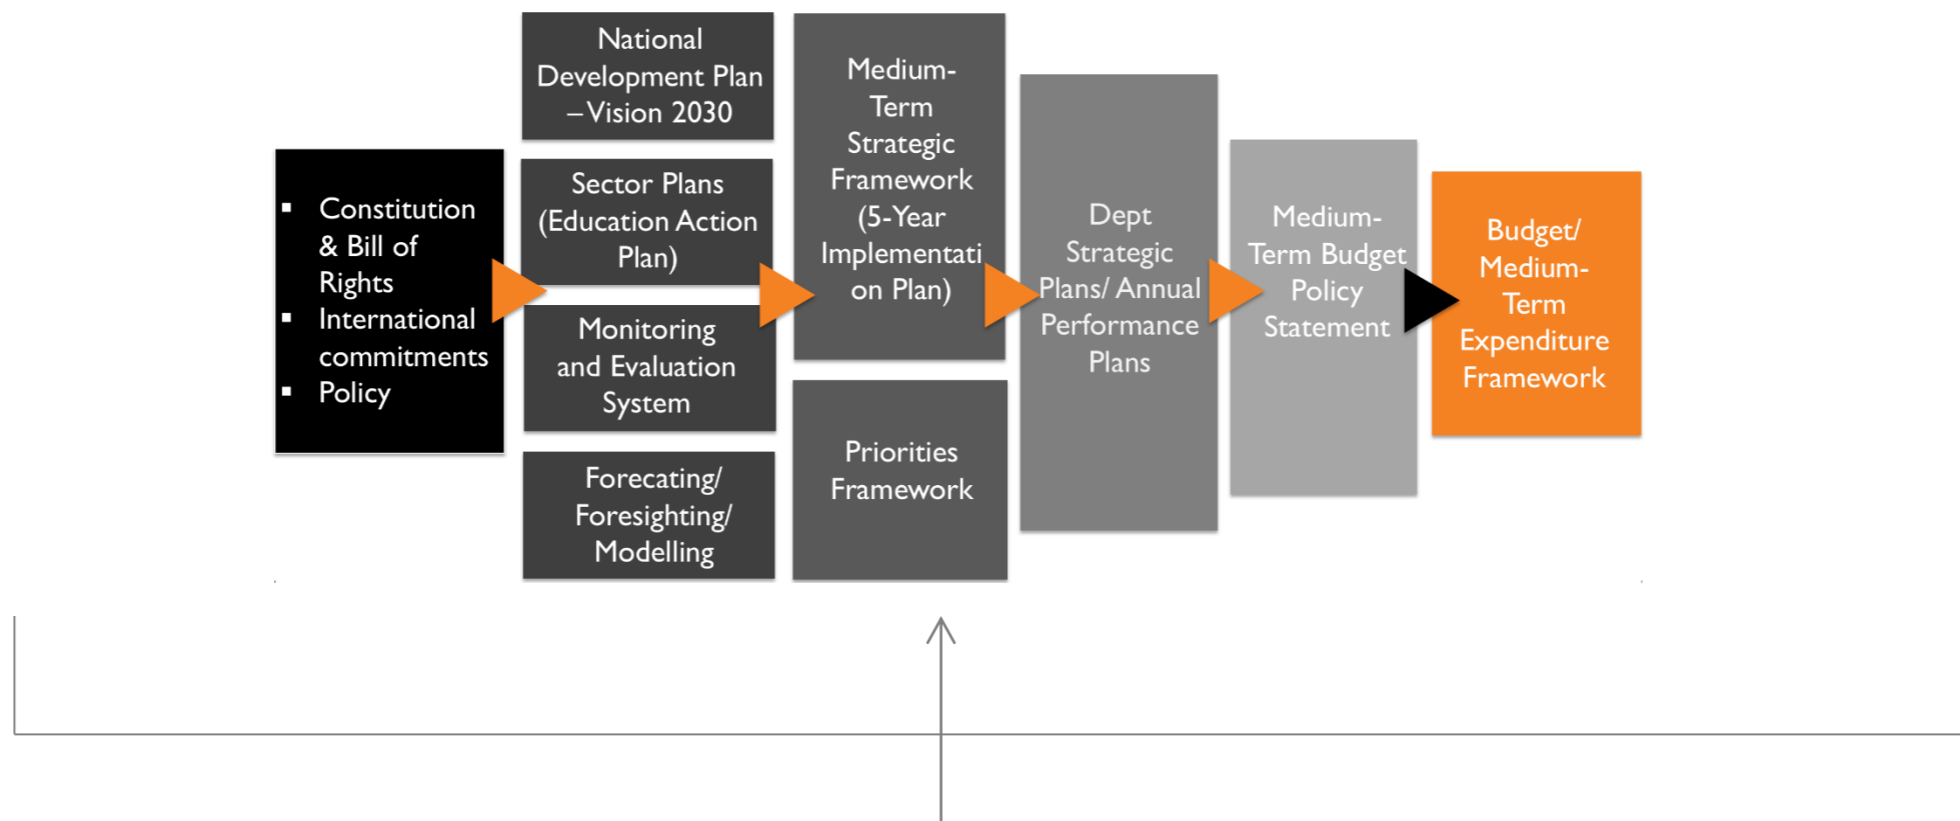 ▪ Constitution
& Bill of
Rights
▪ International
commitments
▪ Policy
National
Development Plan
– Vision 2030
Sector Plans
(Education Action
Plan)
Monitoring
and Evaluation
System
Forecating/
Foresighting/
Modelling
Medium-
Term
Strategic
Framework
(5-Year
Implementati
on Plan)
Priorities
Framework
Dept
Strategic
Plans/ Annual
Performance
Plans
Medium-
Term Budget
Policy
Statement
Budget/
Medium-
Term
Expenditure
Framework